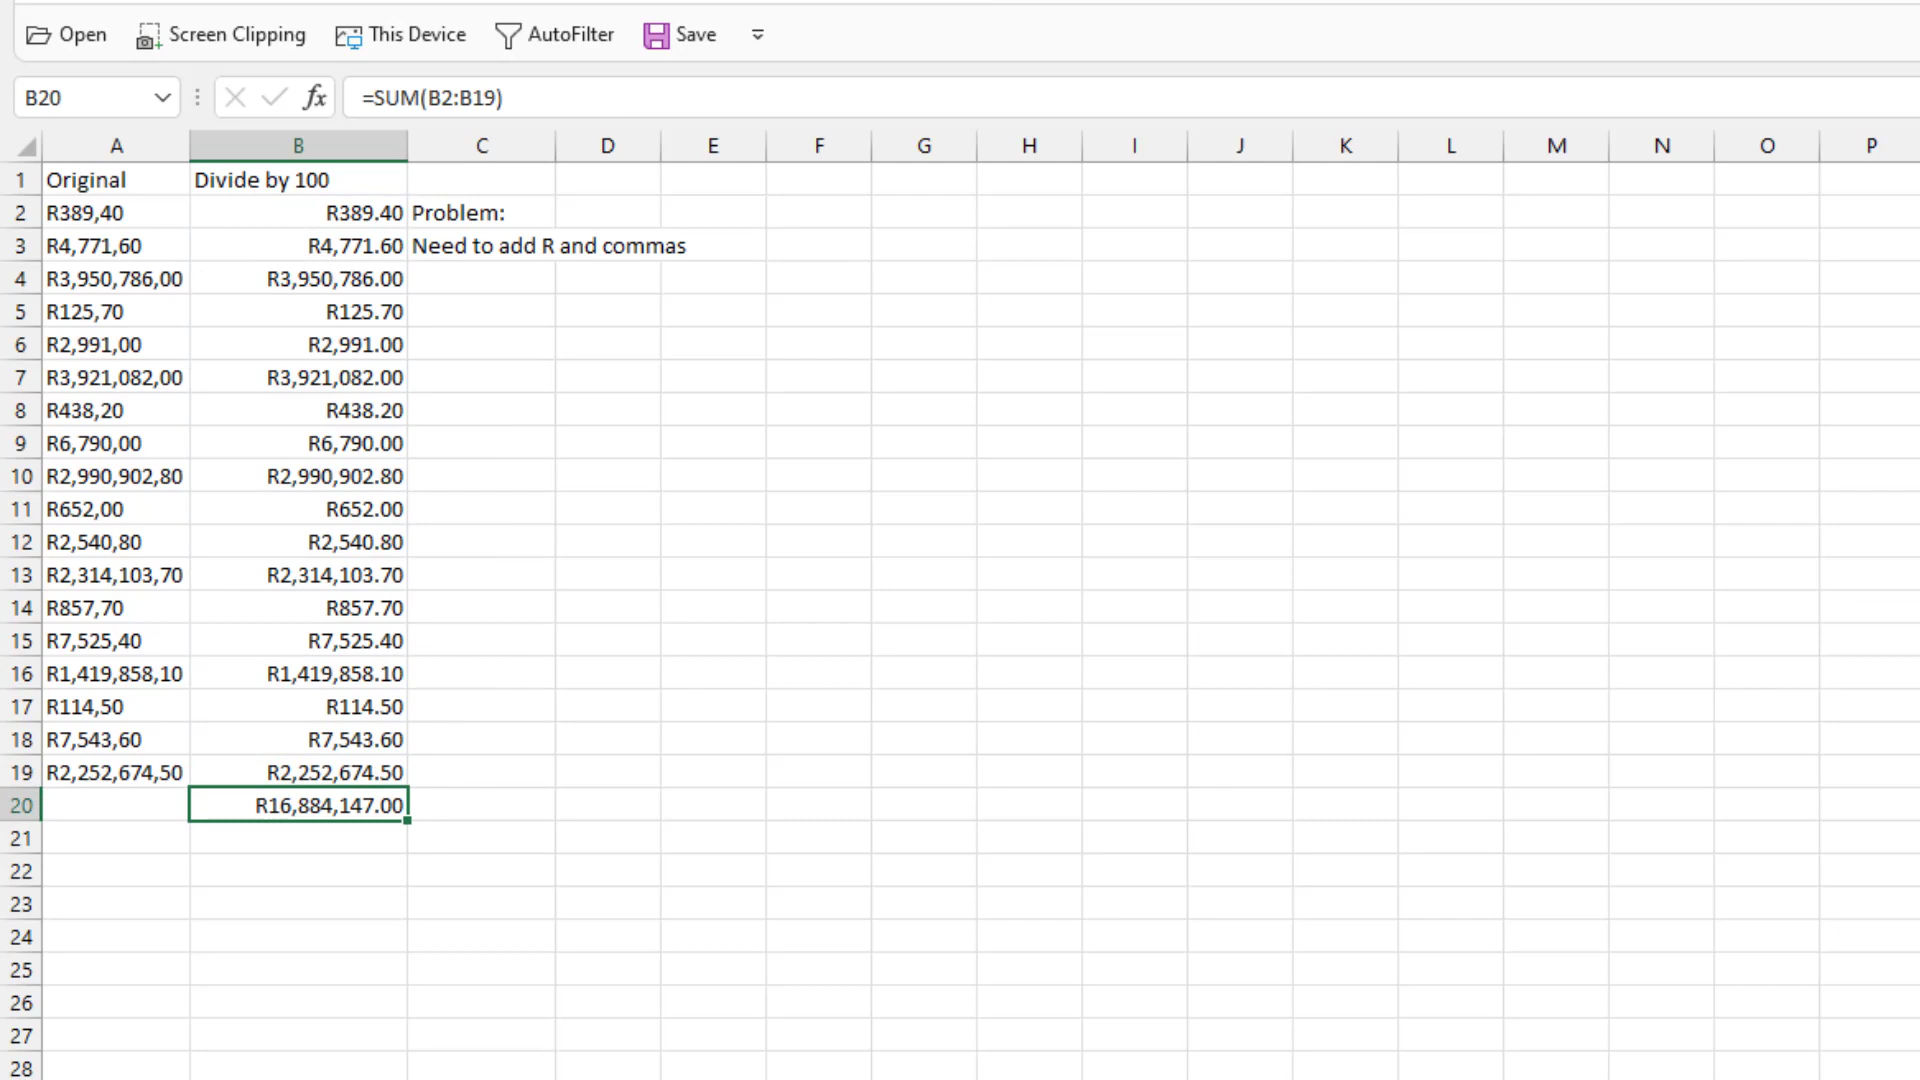 Open Screen Clipping This Device AutoFilter Save
B20 fx =SUM(B2:B19)
A B C D E F G H I J K L M N O P
1 Original Divide by 100
2 R389,40 R389.40 Problem:
3 R4,771,60 R4,771.60 Need to add R and commas
4 R3,950,786,00 R3,950,786.00
5 R125,70 R125.70
6 R2,991,00 R2,991.00
7 R3,921,082,00 R3,921,082.00
8 R438,20 R438.20
9 R6,790,00 R6,790.00
10 R2,990,902,80 R2,990,902.80
11 R652,00 R652.00
12 R2,540,80 R2,540.80
13 R2,314,103,70 R2,314,103.70
14 R857,70 R857.70
15 R7,525,40 R7,525.40
16 R1,419,858,10 R1,419,858.10
17 R114,50 R114.50
18 R7,543,60 R7,543.60
19 R2,252,674,50 R2,252,674.50
20 R16,884,147.00
21
22
23
24
25
26
27
28